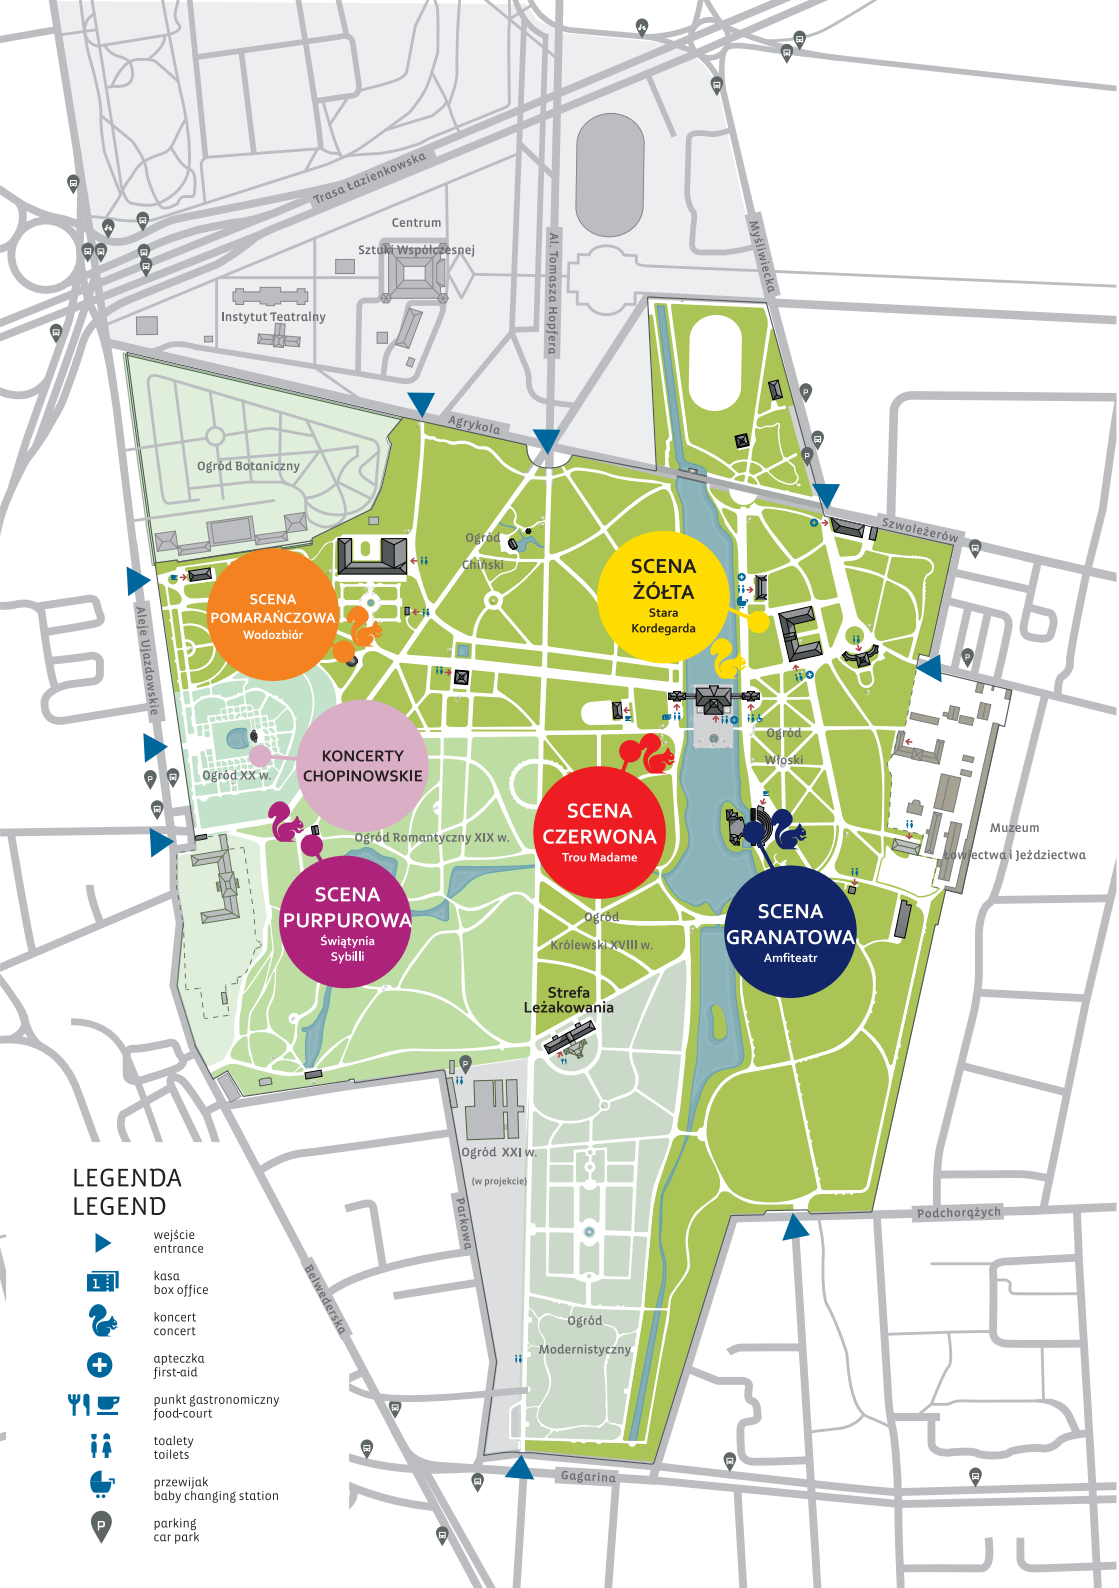 Trasa Łazienkowska
Centrum
Sztuki Współczesnej
Al. Tomasza Hopfera
Myśliwiecka
Instytut Teatralny
Agrykola
Ogród Botaniczny
Szwoleżerów
Ogród
Chiński
SCENA
ŻÓŁTA
Stara
Kordegarda
SCENA
POMARAŃCZOWA
Wodozbiór
Aleje Ujazdowskie
KONCERTY
CHOPINOWSKIE
Ogród XX w.
Ogród
Włoski
SCENA
CZERWONA
Trou Madame
Ogród Romantyczny XIX w.
Muzeum
Łowiectwa i Jeździectwa
SCENA
PURPUROWA
Świątynia
Sybilli
SCENA
GRANATOWA
Amfiteatr
Ogród
Królewski XVIII w.
Strefa
Leżakowania
P
P
P
P
P
Ogród XXI w.
(w projekcie)
Parkowa
Podchorążych
Belwederska
Ogród
Modernistyczny
Gagarina
LEGENDA
LEGEND
wejście
entrance
1
kasa
box office
koncert
concert
apteczka
first-aid
punkt gastronomiczny
food-court
toalety
toilets
przewijak
baby changing station
P
parking
car park